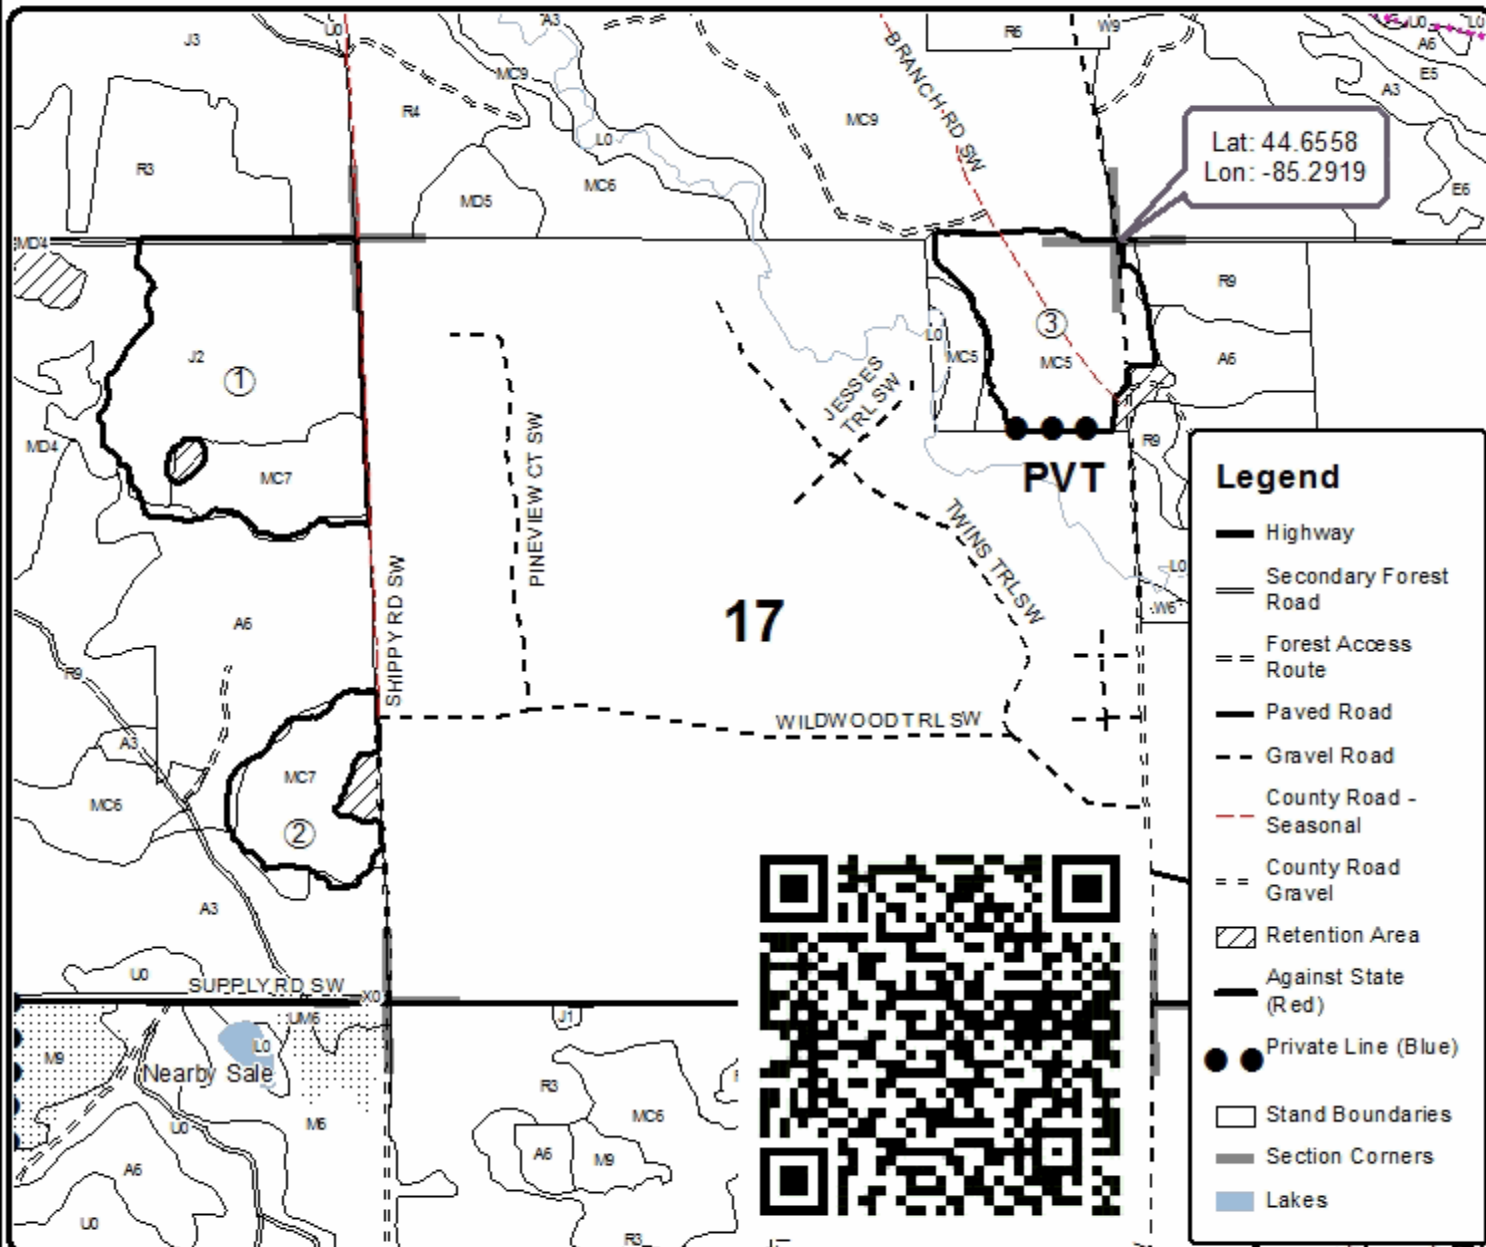 J3
U0
A3
R6
W9
U0
L0
A6
E5
A3
MC9
R4
MC9
BRANCH RD SW
L0
Lat: 44.6558
Lon: -85.2919
R3
MC6
MD5
E6
MD4
R9
J2
1
L0
MC5
3
MC5
A6
JESSES
TRL SW
MD4
MC7
R9
PVT
PINEVIEW CT SW
TWINS TRL SW
SHIPPY RD SW
L0
W6
17
A6
R9
WILDWOOD TRL SW
A3
MC7
MC6
2
A3
U0
SUPPLY RD SW
X0
UM6
J1
M9
L0
Nearby Sale
R3
MC6
U0
M6
A6
M9
A6
U0
R3
Legend
Highway
Secondary Forest
Road
Forest Access
Route
Paved Road
Gravel Road
County Road -
Seasonal
County Road
Gravel
Retention Area
Against State
(Red)
Private Line (Blue)
Stand Boundaries
Section Corners
Lakes